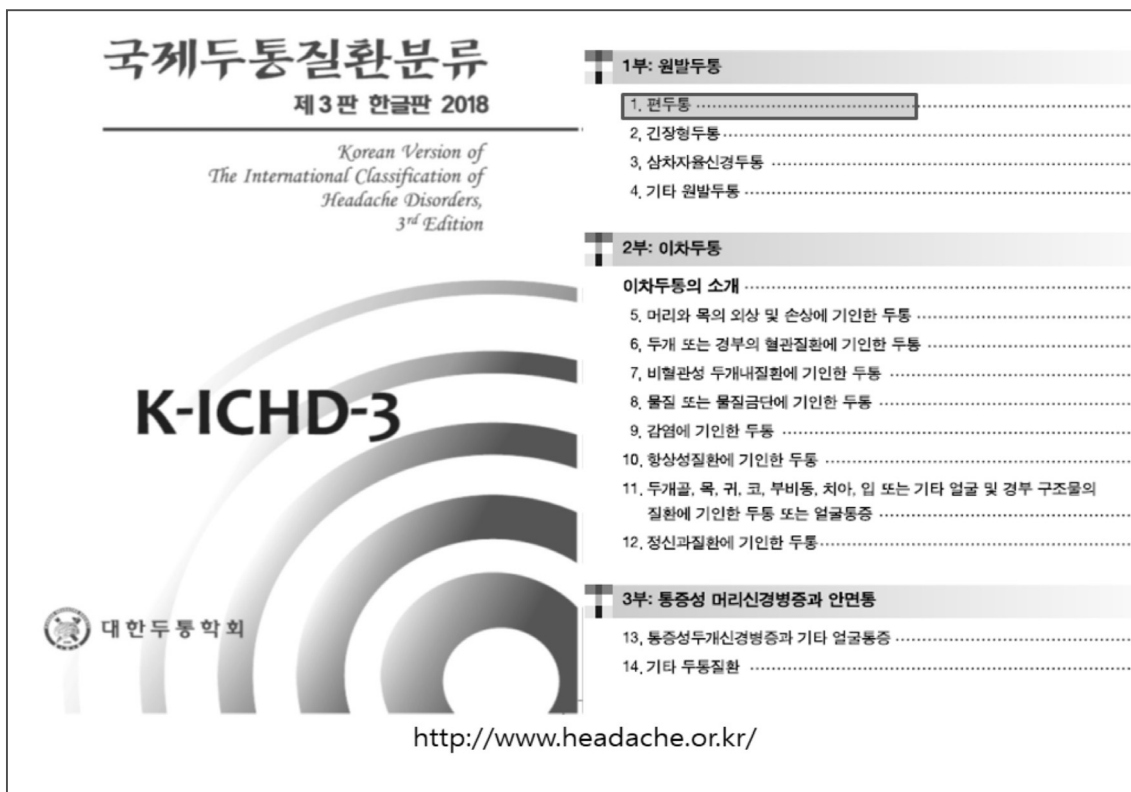 국제두통질환분류
제3판 한글판 2018
Korean Version of
The International Classification of
Headache Disorders,
3rd Edition
K-ICHD-3
대한두통학회
1부: 원발두통
1. 편두통
2. 긴장형두통
3. 삼차자율신경두통
4. 기타 원발두통
2부: 이차두통
이차두통의 소개
5. 머리와 목의 외상 및 손상에 기인한 두통
6. 두개 또는 경부의 혈관질환에 기인한 두통
7. 비혈관성 두개내질환에 기인한 두통
8. 물질 또는 물질금단에 기인한 두통
9. 감염에 기인한 두통
10. 항상성질환에 기인한 두통
11. 두개골, 목, 귀, 코, 부비동, 치아, 입 또는 기타 얼굴 및 경부 구조물의
질환에 기인한 두통 또는 얼굴통증
12. 정신과질환에 기인한 두통
3부: 통증성 머리신경병증과 안면통
13. 통증성두개신경병증과 기타 얼굴통증
14. 기타 두통질환
http://www.headache.or.kr/